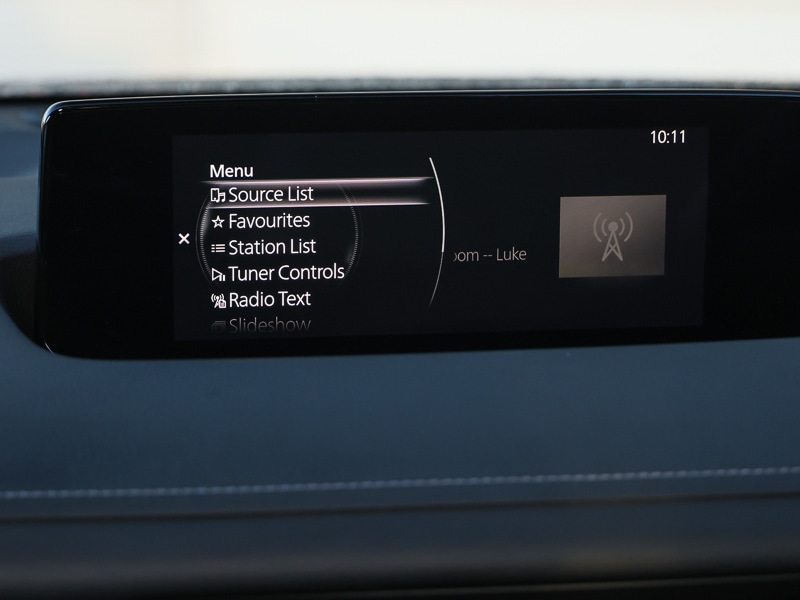 10:11
Menu
Source List
Favourites
Station List
Tuner Controls
Radio Text
Slideshow
-- Luke